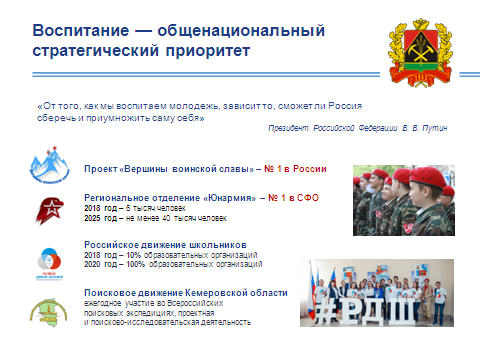 Воспитание — общенациональный
стратегический приоритет
«От того, как мы воспитаем молодежь, зависит то, сможет ли Россия
сберечь и приумножить саму себя»
Президент Российской Федерации В. В. Путин
Проект «Вершины воинской славы» – № 1 в России
Региональное отделение «Юнармия» – № 1 в СФО
2018 год – 6 тысяч человек
2025 год – не менее 40 тысяч человек
Российское движение школьников
2018 год – 10% образовательных организаций
2020 год – 100% образовательных организаций
Поисковое движение Кемеровской области
ежегодное участие во Всероссийских
поисковых экспедициях, проектная
и поисково-исследовательская деятельность
#РДШ